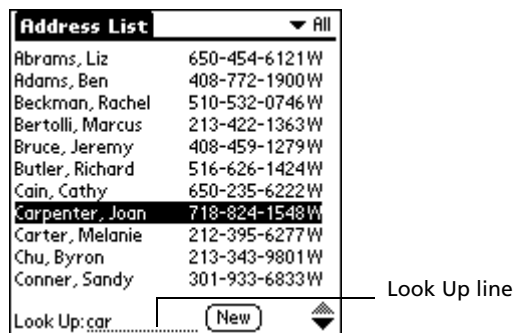 Address List ▼ All
Abrams, Liz 650-454-6121W
Adams, Ben 408-772-1900W
Beckman, Rachel 510-532-0746W
Bertolli, Marcus 213-422-1363W
Bruce, Jeremy 408-459-1279W
Butler, Richard 516-626-1424W
Cain, Cathy 650-235-6222W
Carpenter, Joan 718-824-1548W
Carter, Melanie 212-395-6277W
Chu, Byron 213-343-9801W
Conner, Sandy 301-933-6833W
Look Up: car New
Look Up line